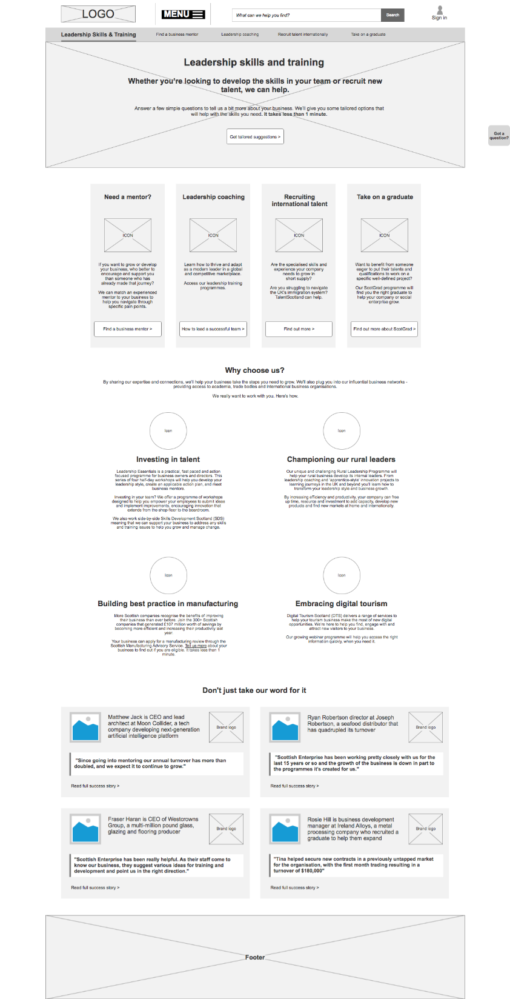 LOGO
MENU
What can we help you find?
Search
Sign in
Leadership Skills & Training
Find a business mentor
Leadership coaching
Recruit talent internationally
Take on a graduate
Leadership skills and training
Whether you're looking to develop the skills in your team or recruit new
talent, we can help.
Answer a few simple questions to tell us a bit more about your business. We'll give you some tailored options that
will help with the skills you need. It takes less than 1 minute.
Get tailored suggestions >
Got a
question?
Need a mentor?
ICON
If you want to grow or develop
your business, who better to
encourage and support you
than someone who has
already made that journey?
We can match an experienced
mentor to your business to
help you navigate through
specific pain points.
Find a business mentor >
Leadership coaching
ICON
Learn how to thrive and adapt
as a modern leader in a global
and competitive marketplace.
Access our leadership training
programmes.
How to lead a successful team >
Recruiting
international talent
ICON
Are the specialised skills and
experience your company
needs to grow in
short supply?
Are you struggling to navigate
the UK's immigration system?
TalentScotland can help.
Find out more >
Take on a graduate
ICON
Want to benefit from someone
eager to put their talents and
qualifications to work on a
specific well-defined project?
Our ScotGrad programme will
find you the right graduate to
help your company or social
enterprise grow.
Find out more about ScotGrad >
Why choose us?
By sharing our expertise and connections, we'll help your business take the steps you need to grow. We'll also plug you into our influential business networks -
providing access to academia, trade bodies and international business organisations.
We really want to work with you. Here's how.
Icon
Investing in talent
Leadership Essentials is a practical, fast paced and action
focused programme for business owners and directors. This
series of four half-day workshops will help you develop your
leadership style, create an applicable action plan, and meet
business mentors.
Investing in your team? We offer a programme of workshops
designed to help you empower your employees to submit ideas
and implement improvements, encouraging innovation that
extends from the shop-floor to the boardroom.
We also work side-by-side Skills Development Scotland (SDS)
meaning that we can support your business to address any skills
and training issues to help you grow and manage change.
Icon
Championing our rural leaders
Our unique and challenging Rural Leadership Programme will
help your rural business develop its internal leaders. From
leadership coaching and 'apprentice-style' innovation projects to
learning journeys in the UK and beyond you'll learn how to
transform your leadership style and business growth.
By increasing efficiency and productivity, your company can free
up time, resource and investment to add capacity, develop new
products and find new markets at home and internationally.
Icon
Building best practice in manufacturing
More Scottish companies recognise the benefits of improving
their business than ever before. Join the 300+ Scottish
companies that generated £107 million worth of savings by
becoming more efficient and increasing their productivity last
year.
Your business can apply for a manufacturing review through the
Scottish Manufacturing Advisory Service. Tell us more about your
business to find out if you are eligible. It takes less than 1
minute.
Icon
Embracing digital tourism
Digital Tourism Scotland (DTS) delivers a range of services to
help your tourism business make the most of new digital
opportunities. We're here to help you find, engage with and
attract new visitors to your business.
Our growing webinar programme will help you access the right
information quickly, when you need it.
Don't just take our word for it
Matthew Jack is CEO and lead
architect at Moon Collider, a tech
company developing next-generation
artificial intelligence platform
Brand logo
"Since going into mentoring our annual turnover has more than
doubled, and we expect it to continue to grow."
Read full success story >
Ryan Robertson director at Joseph
Robertson, a seafood distributor that
has quadrupled its turnover
Brand logo
"Scottish Enterprise has been working pretty closely with us for the
last 15 years or so and the growth of the business is down in part to
the programmes it's created for us."
Read full success story >
Fraser Haran is CEO of Westcrowns
Group, a multi-million pound glass,
glazing and flooring producer
Brand logo
"Scottish Enterprise has been really helpful. As their staff come to
know our business, they suggest various ideas for training and
development and point us in the right direction."
Read full success story >
Rosie Hill is business development
manager at Ireland Alloys, a metal
processing company who recruited a
graduate to help them expand
Brand logo
"Tina helped secure new contracts in a previously untapped market
for the organisation, with the first month trading resulting in a
turnover of $180,000"
Read full success story >
Footer